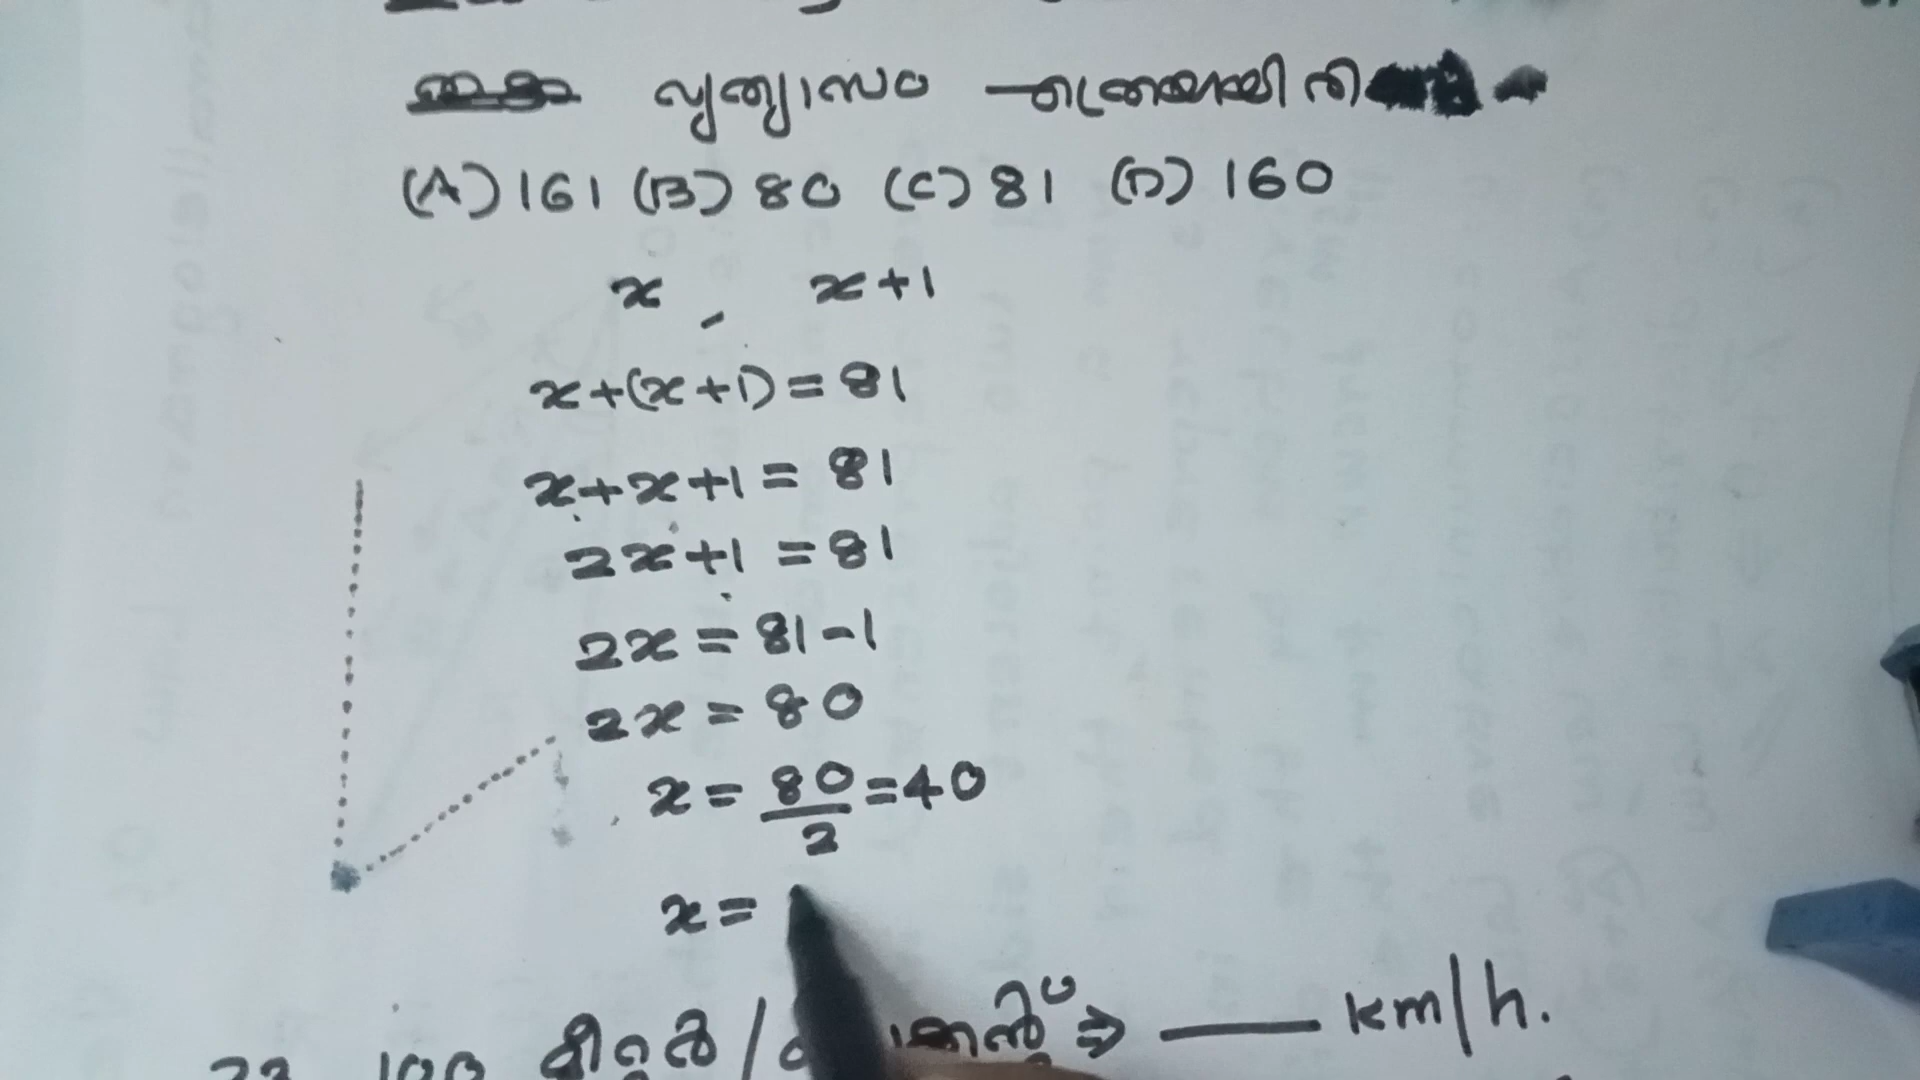 വ്യത്യാസം
(A) 161 (B) 80 (C) 81 (D) 160
x, x+1
x+(x+1) = 81
x+x+1 = 81
2x+1 = 81
2x = 81-1
2x = 80
x = 80/2 = 40
x =
km/h.